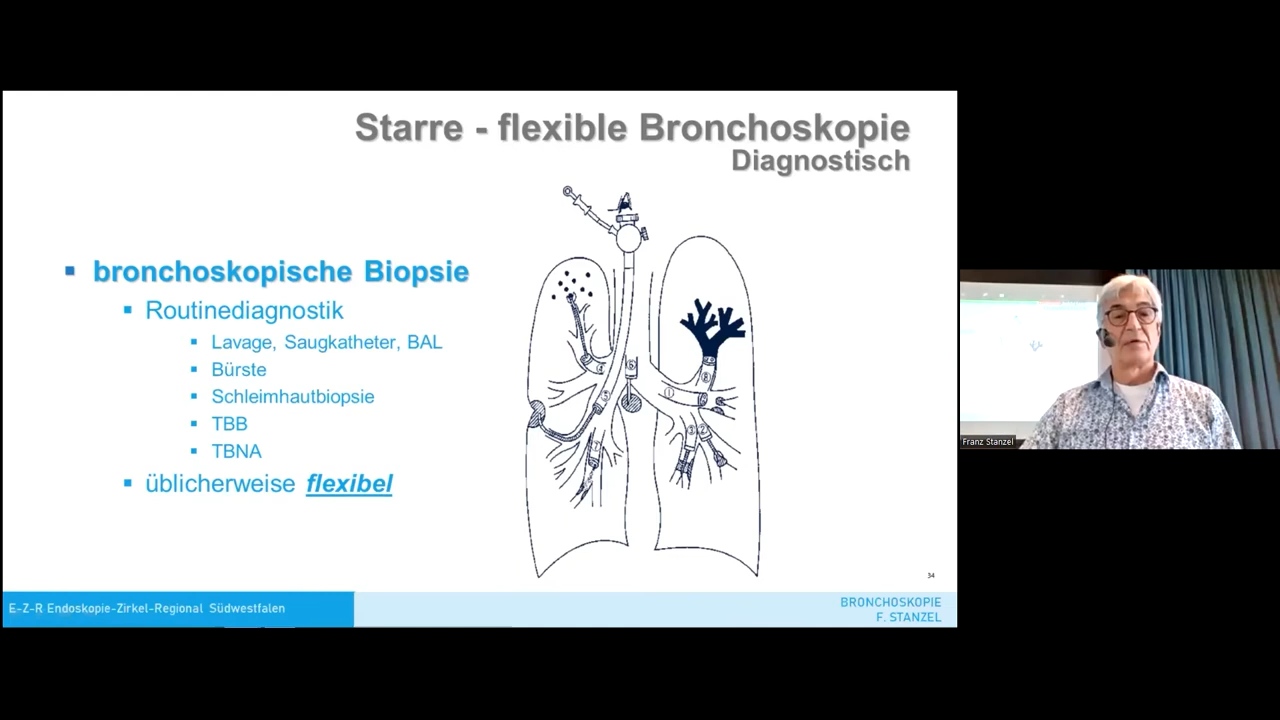 Starre - flexible Bronchoskopie
Diagnostisch
bronchoskopische Biopsie
Routinediagnostik
Lavage, Saugkatheter, BAL
Bürste
Schleimhautbiopsie
TBB
TBNA
üblicherweise flexibel
34
E-Z-R Endoskopie-Zirkel-Regional Südwestfalen
BRONCHOSKOPIE
F. STANZEL
Franz Stanzel